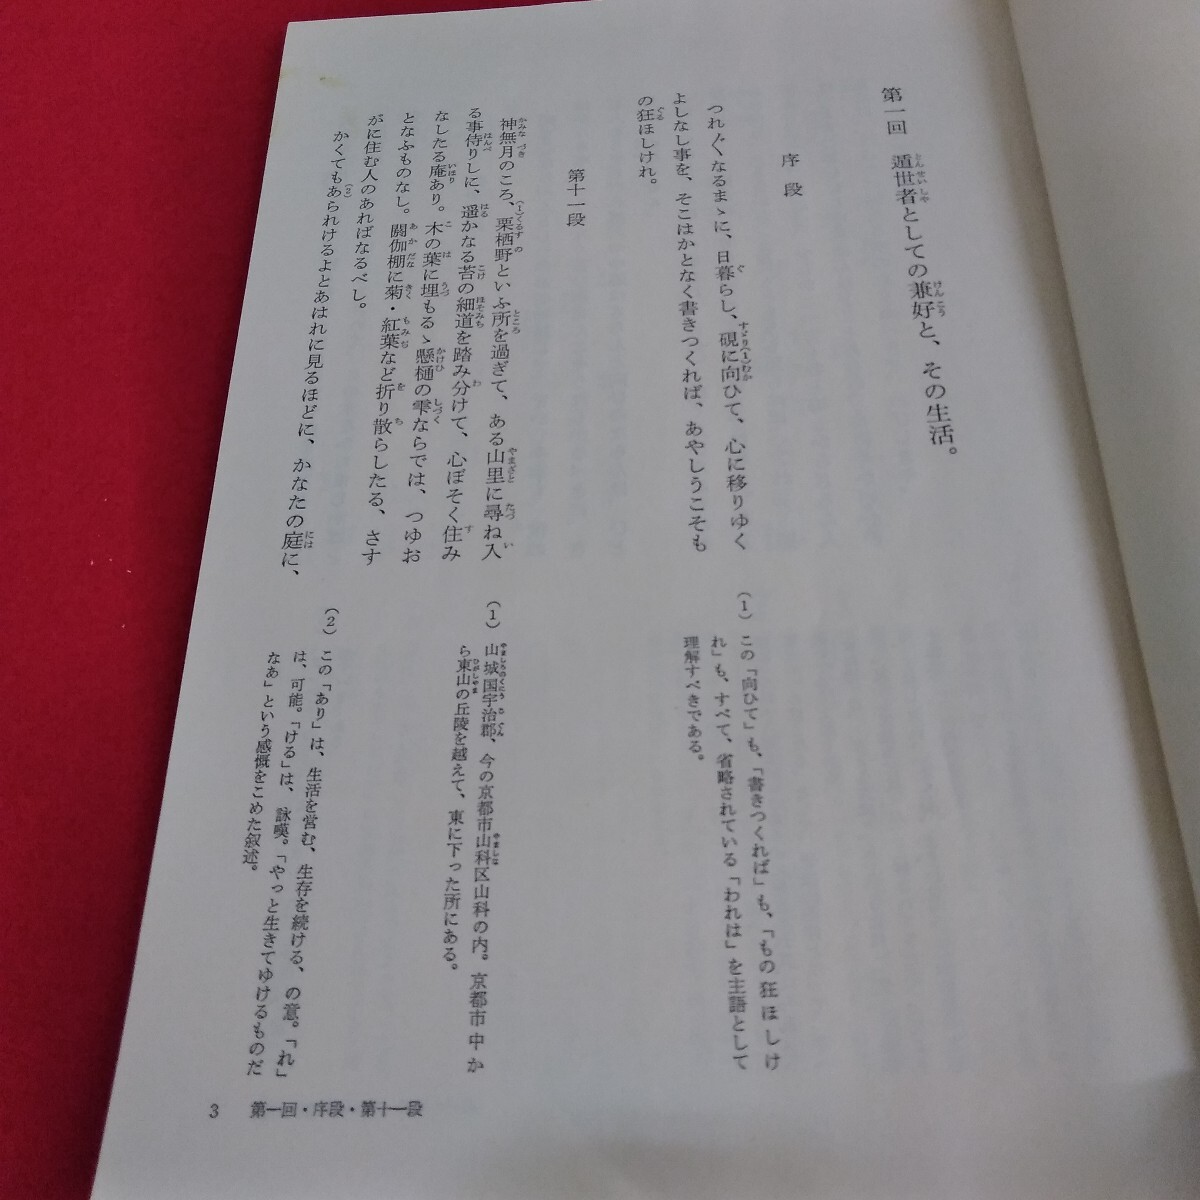 第一回　遁世者としての兼好と、その生活。
序　段
つれ〴〵なるまゝに、日暮らし、硯に向ひて、心に移りゆく
よしなし事を、そこはかとなく書きつくれば、あやしうこそも
の狂ほしけれ。
第十一段
神無月のころ、栗栖野といふ所を過ぎて、ある山里に尋ね入
る事侍りしに、遥かなる苔の細道を踏み分けて、心ぼそく住み
なしたる庵あり。木の葉に埋もるゝ懸樋の雫ならでは、つゆお
となふものなし。閼伽棚に菊・紅葉など折り散らしたる、さす
がに住む人のあればなるべし。
かくてもあられけるよとあはれに見るほどに、かなたの庭に、
(1)　この「向ひて」も、「書きつくれば」も、「もの狂ほしけ
れ」も、すべて、省略されている「われは」を主語として
理解すべきである。
(1)　山城国宇治郡、今の京都市山科区山科の内。京都市中か
ら東山の丘陵を越えて、東に下った所にある。
(2)　この「あり」は、生活を営む、生存を続ける、の意。「れ」
は、可能。「ける」は、詠嘆。「やっと生きてゆけるものだ
なあ」という感慨をこめた叙述。
3　第一回・序段・第十一段